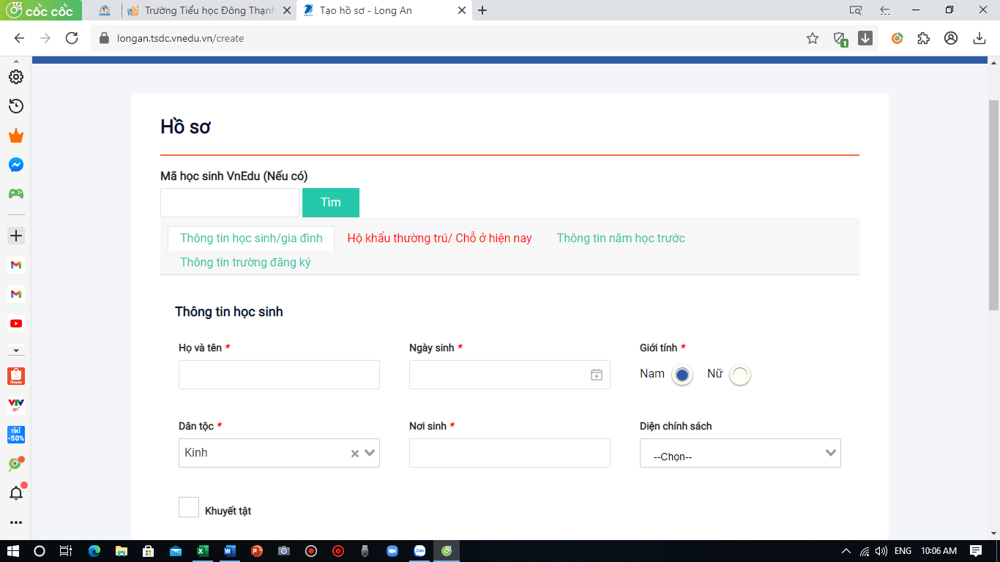 cốc cốc
Trường Tiểu học Đông Thạnh
Tạo hồ sơ - Long An
longan.tsdc.vnedu.vn/create
1
Hồ sơ
Mã học sinh VnEdu (Nếu có)
Tìm
Thông tin học sinh/gia đình Hộ khẩu thường trú/ Chỗ ở hiện nay Thông tin năm học trước
Thông tin trường đăng ký
Thông tin học sinh
Họ và tên * Ngày sinh * Giới tính *
Nam Nữ
Dân tộc * Nơi sinh * Diện chính sách
Kinh --Chọn--
Khuyết tật
Shopee
VTV
go
TIKI
-50%
Zalo
ENG 10:06 AM